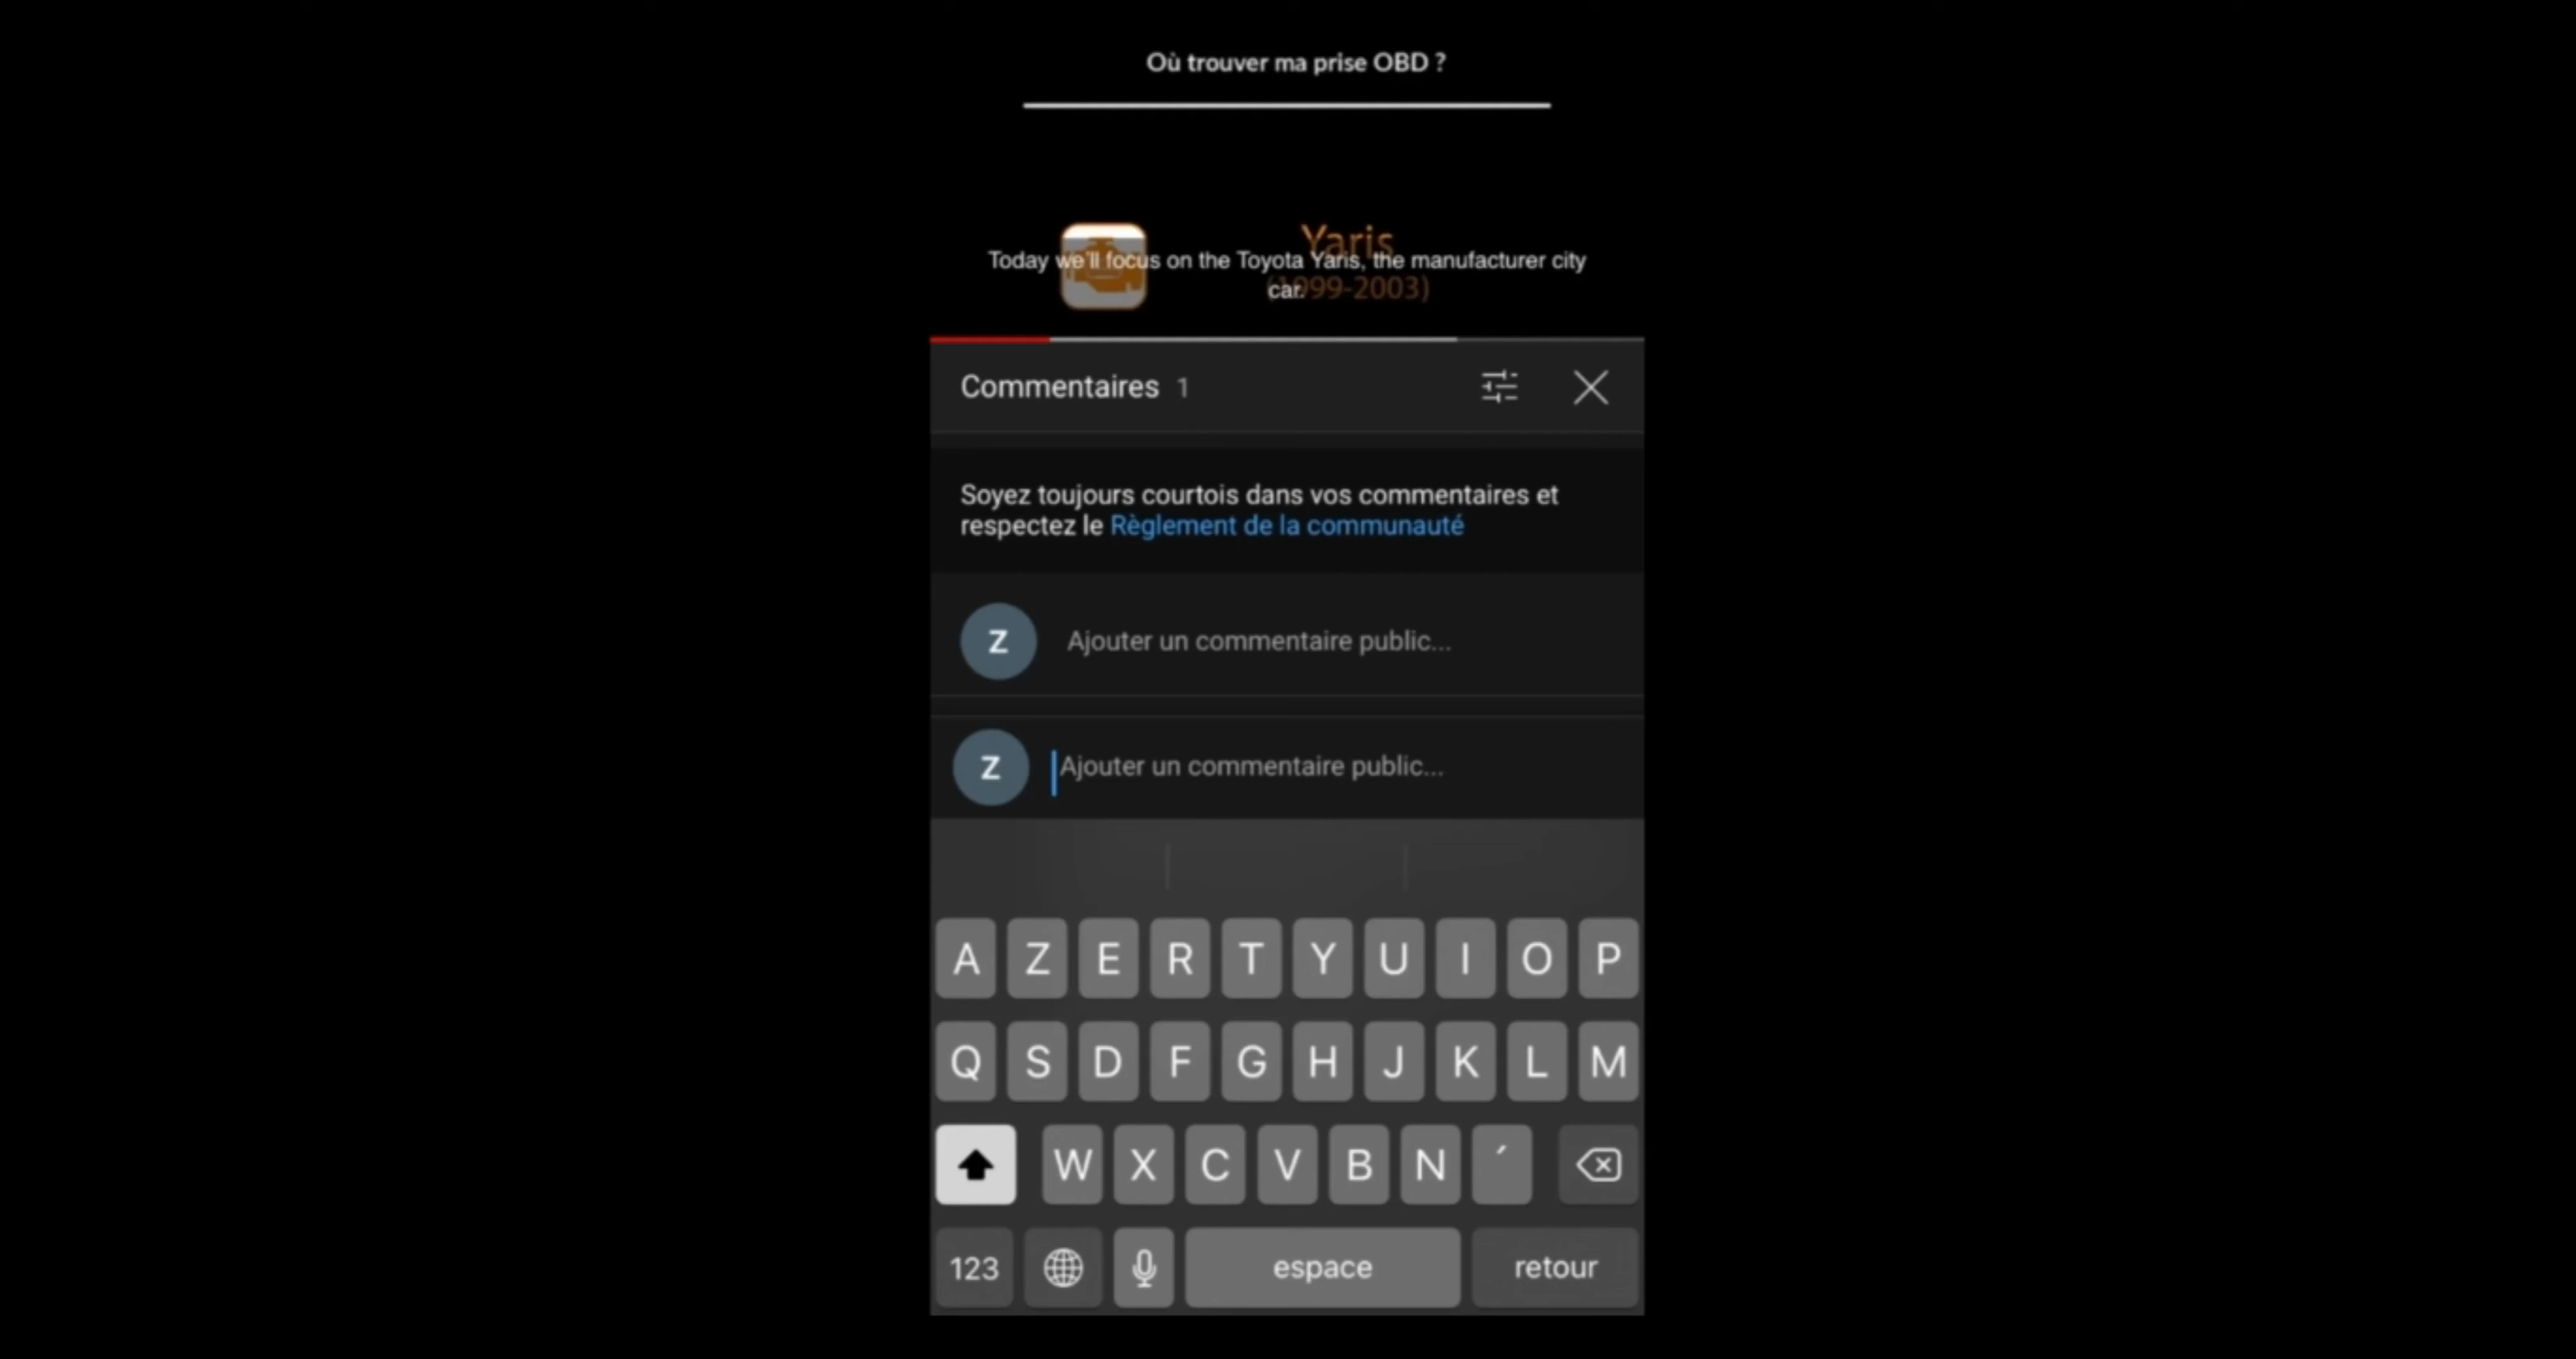 Où trouver ma prise OBD ?
Yaris
Today we'll focus on the Toyota Yaris, the manufacturer city
car.
(1999-2003)
Commentaires 1
Soyez toujours courtois dans vos commentaires et
respectez le Règlement de la communauté
Z Ajouter un commentaire public...
Z Ajouter un commentaire public...
A Z E R T Y U I O P
Q S D F G H J K L M
W X C V B N ´
123 espace retour